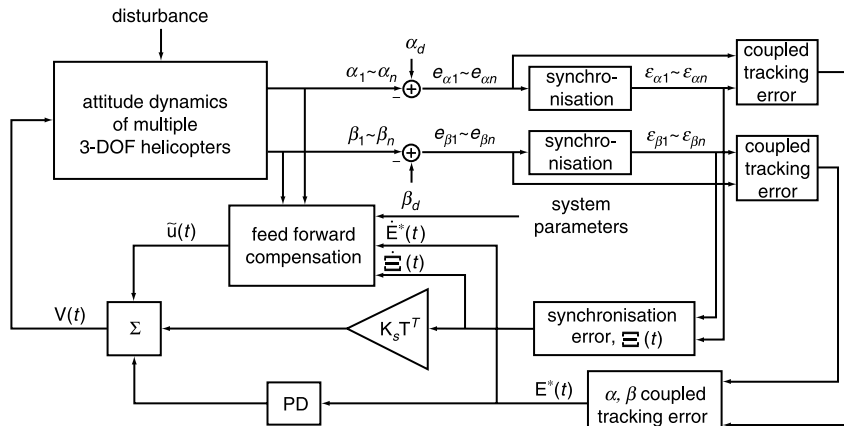 disturbance
attitude dynamics
of multiple
3-DOF helicopters
α1~αn
αd
−
+
eα1~eαn
synchro-
nisation
εα1~εαn
coupled
tracking
error
β1~βn
−
+
βd
eβ1~eβn
synchro-
nisation
εβ1~εβn
coupled
tracking
error
system
parameters
ũ(t)
feed forward
compensation
Ė*(t)
Ξ̇(t)
V(t)
Σ
KsT^T
synchronisation
error, Ξ(t)
PD
E*(t)
α, β coupled
tracking error